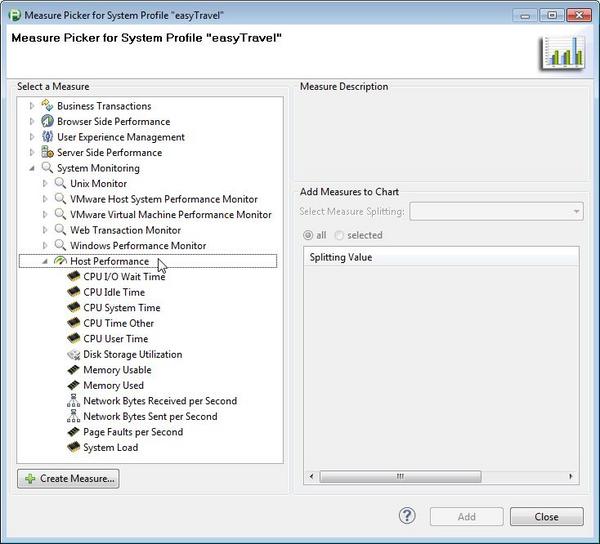 Measure Picker for System Profile "easyTravel"
Measure Picker for System Profile "easyTravel"
Select a Measure
Business Transactions
Browser Side Performance
User Experience Management
Server Side Performance
System Monitoring
Unix Monitor
VMware Host System Performance Monitor
VMware Virtual Machine Performance Monitor
Web Transaction Monitor
Windows Performance Monitor
Host Performance
CPU I/O Wait Time
CPU Idle Time
CPU System Time
CPU Time Other
CPU User Time
Disk Storage Utilization
Memory Usable
Memory Used
Network Bytes Received per Second
Network Bytes Sent per Second
Page Faults per Second
System Load
Create Measure...
Measure Description
Add Measures to Chart
Select Measure Splitting:
all selected
Splitting Value
? Add Close